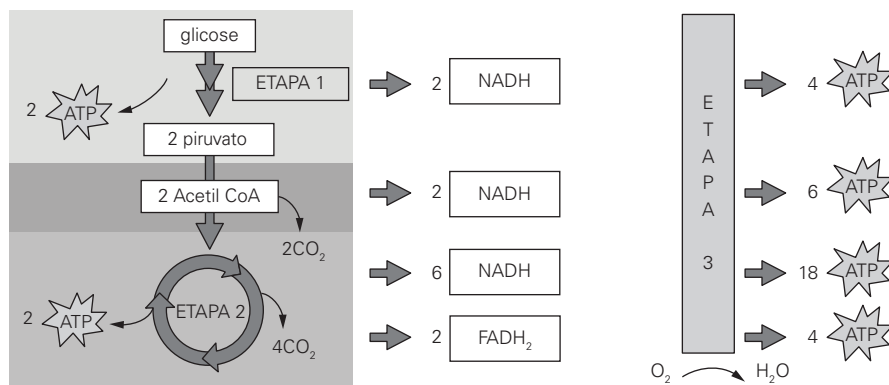 glicose
ETAPA 1
2 ATP
2 piruvato
2 NADH
4 ATP
2 Acetil CoA
2CO₂
2 NADH
6 ATP
ETAPA 2
2 ATP
4CO₂
6 NADH
18 ATP
2 FADH₂
4 ATP
ETAPA 3
O₂
H₂O